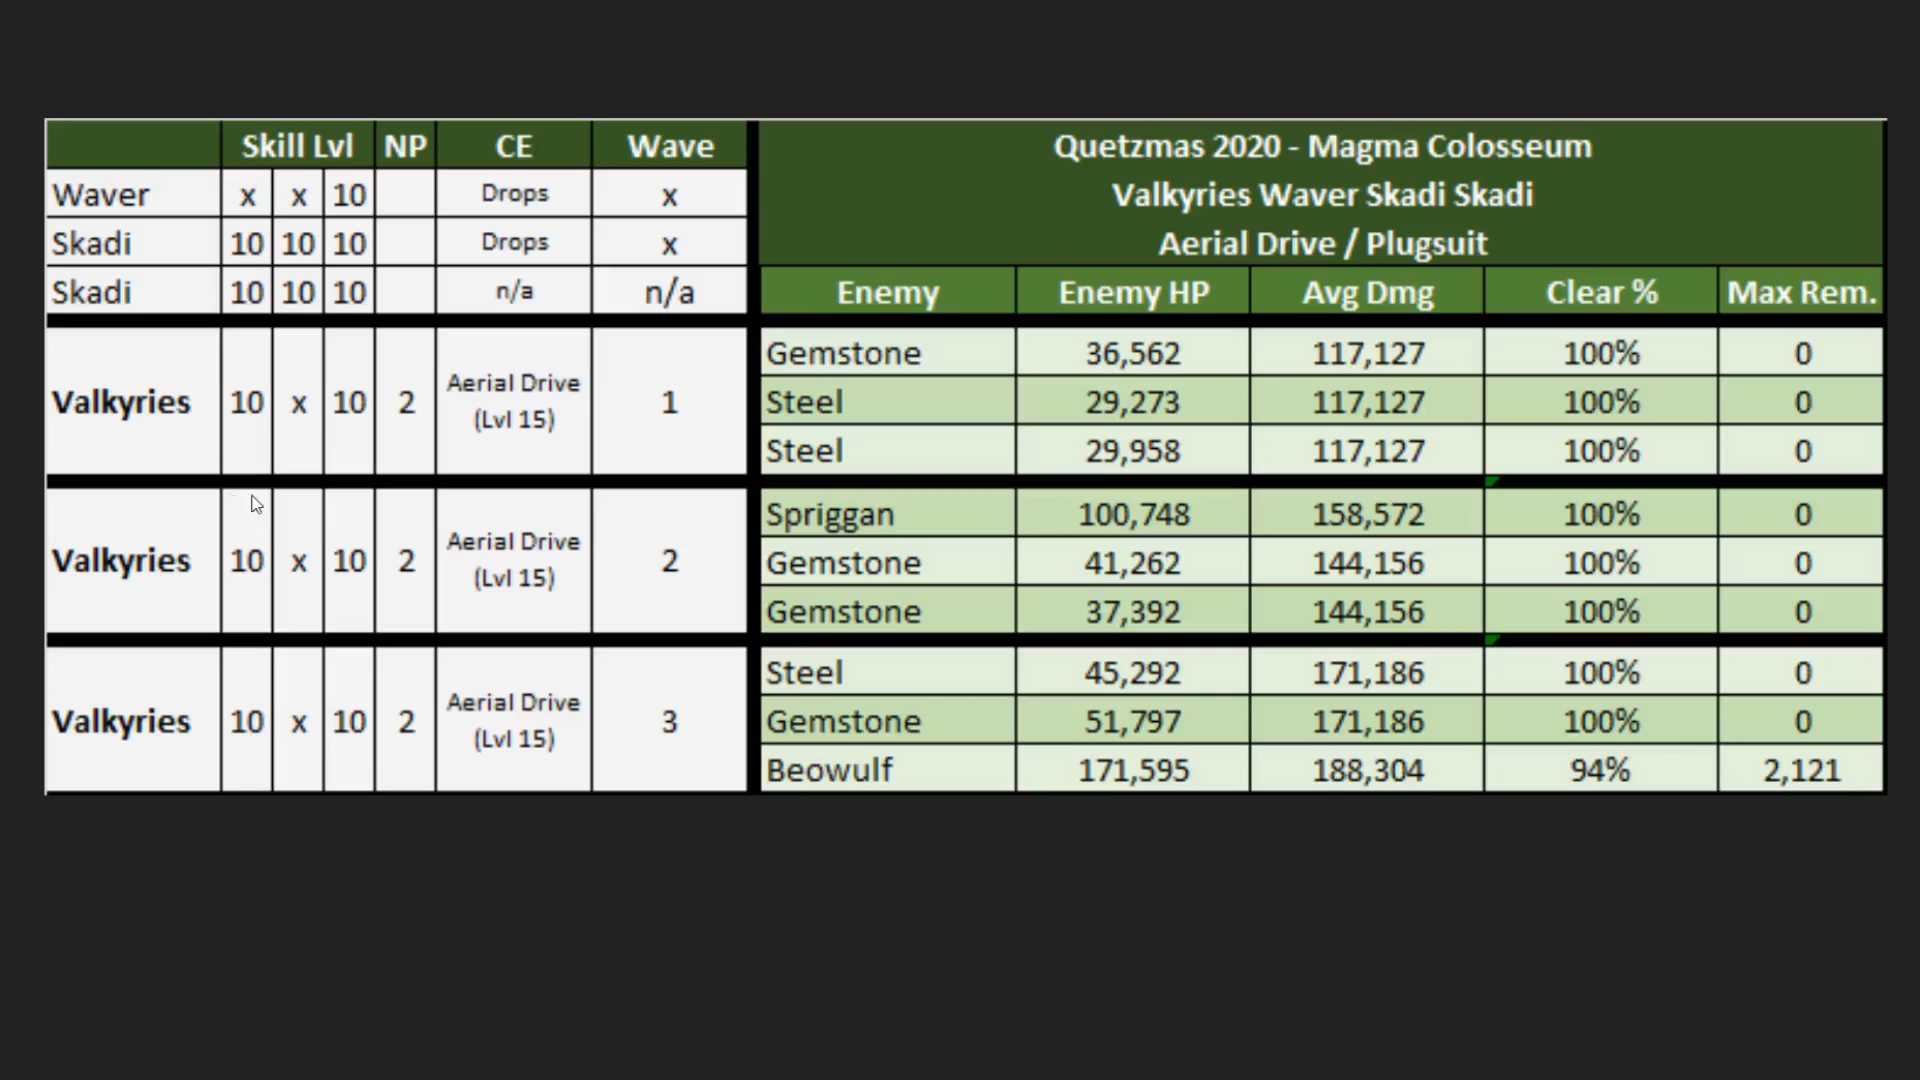 Skill Lvl NP CE Wave
Waver x x 10 Drops x
Skadi 10 10 10 Drops x
Skadi 10 10 10 n/a n/a
Valkyries 10 x 10 2 Aerial Drive (Lvl 15) 1
Valkyries 10 x 10 2 Aerial Drive (Lvl 15) 2
Valkyries 10 x 10 2 Aerial Drive (Lvl 15) 3
Quetzmas 2020 - Magma Colosseum
Valkyries Waver Skadi Skadi
Aerial Drive / Plugsuit
Enemy Enemy HP Avg Dmg Clear % Max Rem.
Gemstone 36,562 117,127 100% 0
Steel 29,273 117,127 100% 0
Steel 29,958 117,127 100% 0
Spriggan 100,748 158,572 100% 0
Gemstone 41,262 144,156 100% 0
Gemstone 37,392 144,156 100% 0
Steel 45,292 171,186 100% 0
Gemstone 51,797 171,186 100% 0
Beowulf 171,595 188,304 94% 2,121